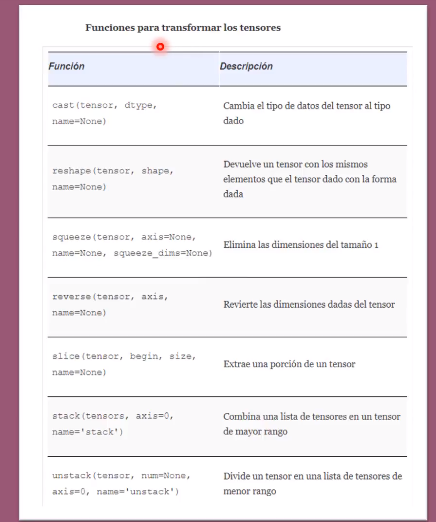 Funciones para transformar los tensores
Función Descripción
cast(tensor, dtype,
name=None)
Cambia el tipo de datos del tensor al tipo
dado
reshape(tensor, shape,
name=None)
Devuelve un tensor con los mismos
elementos que el tensor dado con la forma
dada
squeeze(tensor, axis=None,
name=None, squeeze_dims=None)
Elimina las dimensiones del tamaño 1
reverse(tensor, axis,
name=None)
Revierte las dimensiones dadas del tensor
slice(tensor, begin, size,
name=None)
Extrae una porción de un tensor
stack(tensors, axis=0,
name='stack')
Combina una lista de tensores en un tensor
de mayor rango
unstack(tensor, num=None,
axis=0, name='unstack')
Divide un tensor en una lista de tensores de
menor rango